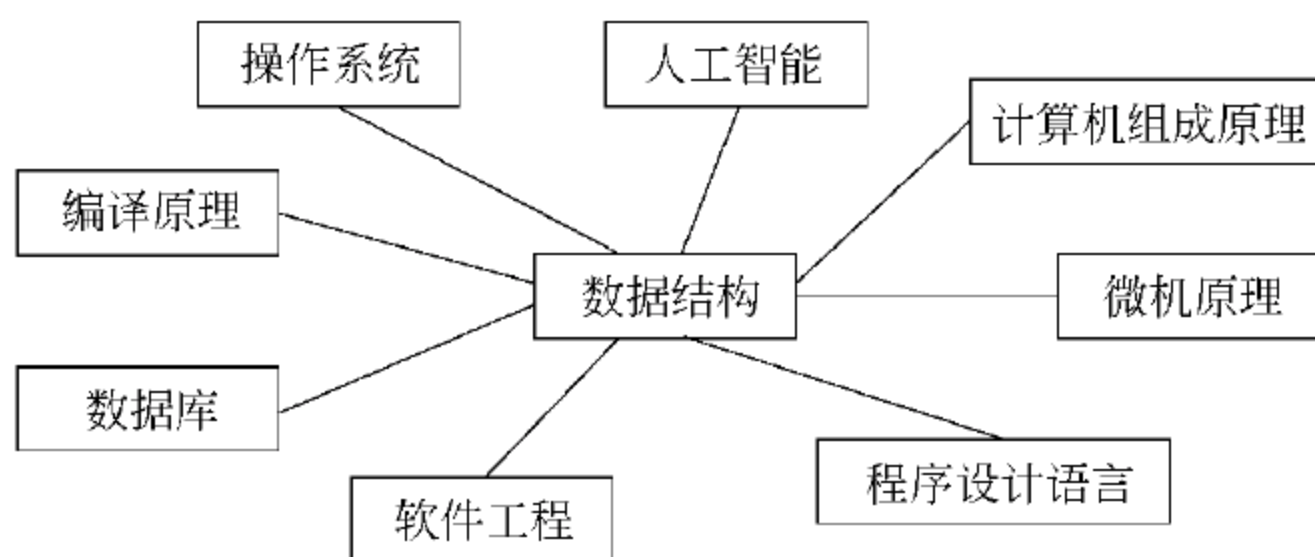 操作系统
人工智能
计算机组成原理
编译原理
数据结构
微机原理
数据库
程序设计语言
软件工程